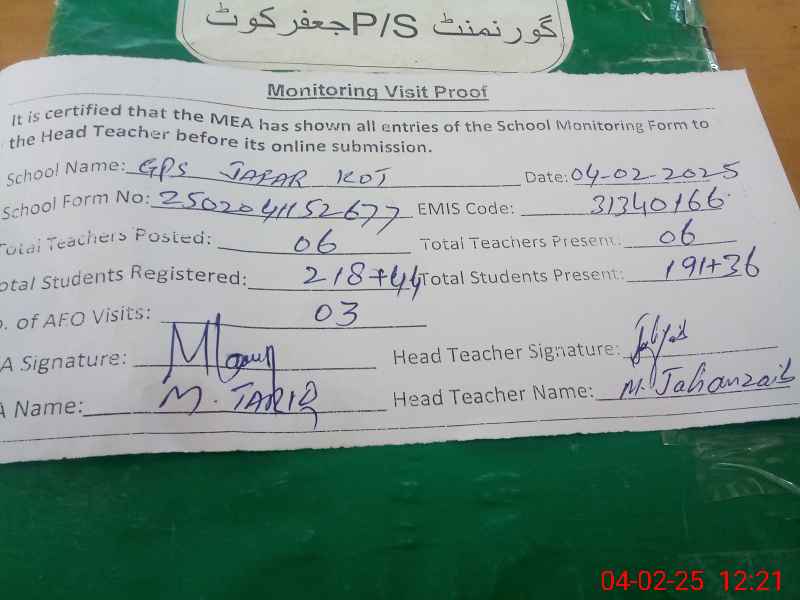 گورنمنٹ P/S جعفر کوٹ
Monitoring Visit Proof
It is certified that the MEA has shown all entries of the School Monitoring Form to
the Head Teacher before its online submission.
School Name: GPS JAFAR KOT Date: 04-02-2025
School Form No: 2502041152677 EMIS Code: 31340166
Total Teachers Posted: 06 Total Teachers Present: 06
otal Students Registered: 218+44 Total Students Present: 191+36
o. of AEO Visits: 03
A Signature: Head Teacher Signature:
A Name: M. TARIQ Head Teacher Name: M. Jahanzaib
04-02-25 12:21